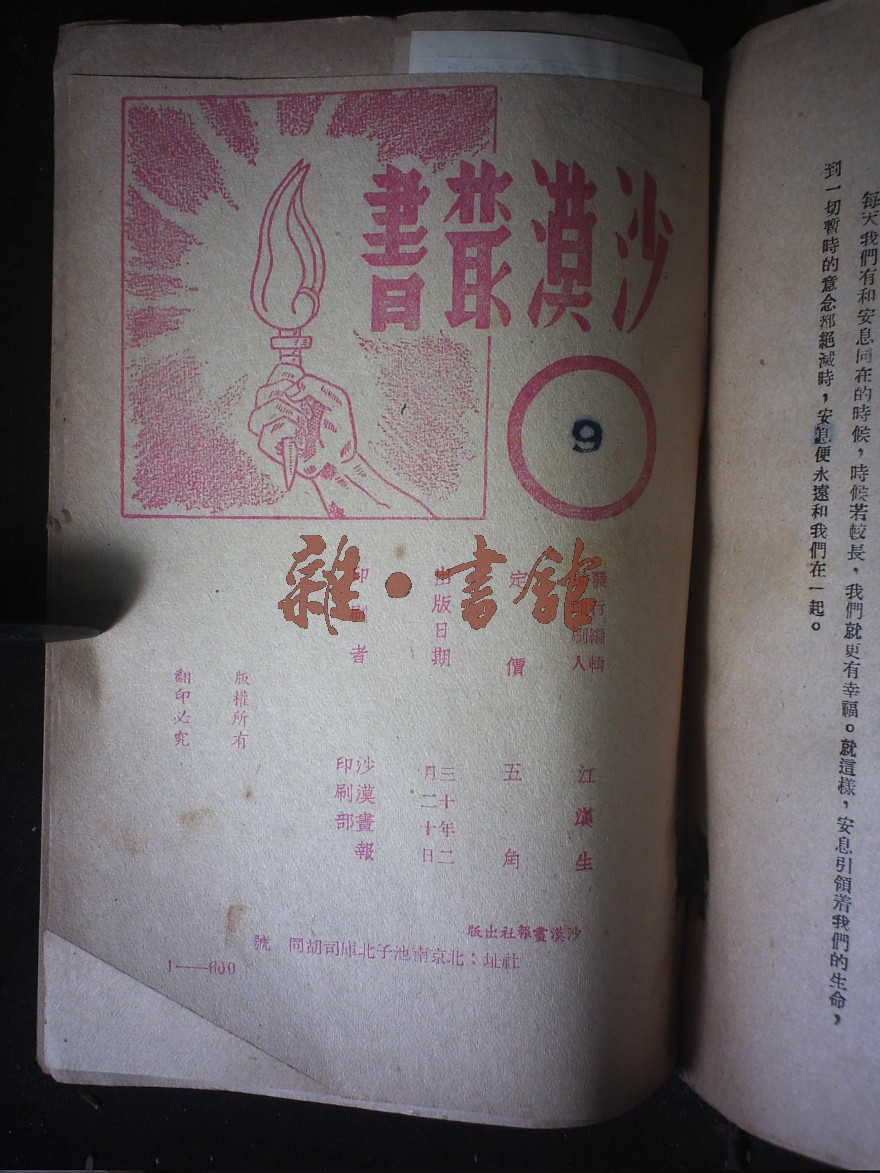 每天我們有和安息同在的時候，時候若較長，我們就更有幸福。就這樣，安息引領着我們的生命，
到一切暫時的意念都絕滅時，安息便永遠和我們在一起。
沙漠叢書
9
發行編輯
刷人
江漢生
定價 五角
出版日期 三十年二
月二十日
印刷者 沙漠畫報
印刷部
版權所有
翻印必究
沙漠畫報社出版
社址：北京南池子北庫司胡同 號
1——600
雜·書館